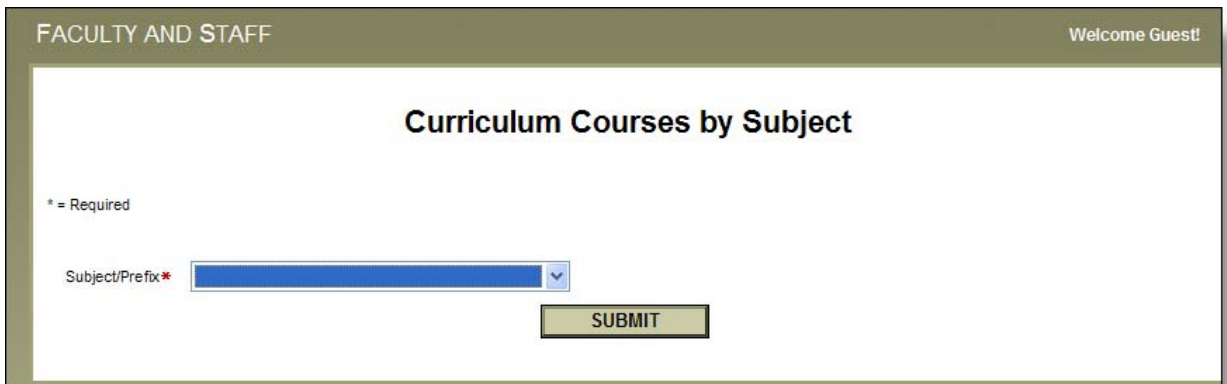 FACULTY AND STAFF
Welcome Guest!
Curriculum Courses by Subject
* = Required
Subject/Prefix*
SUBMIT